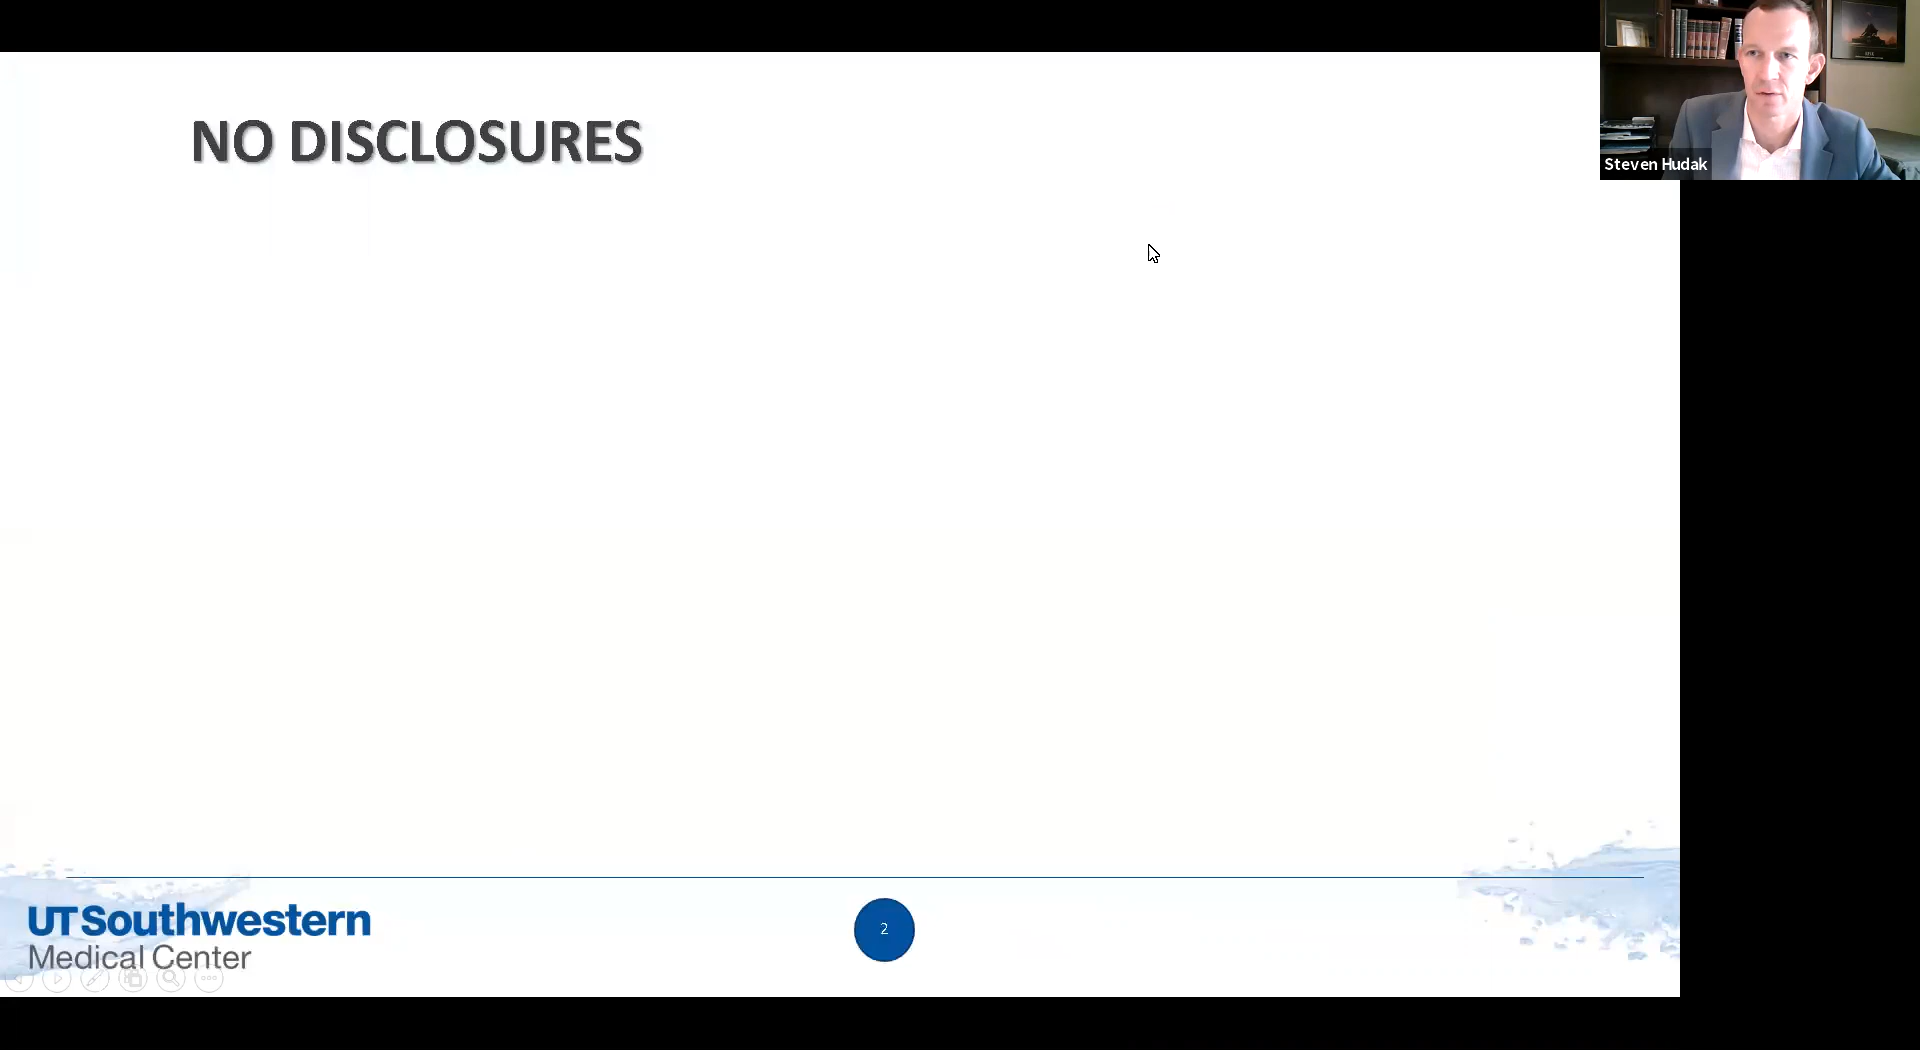 NO DISCLOSURES
Steven Hudak
UTSouthwestern
Medical Center
2